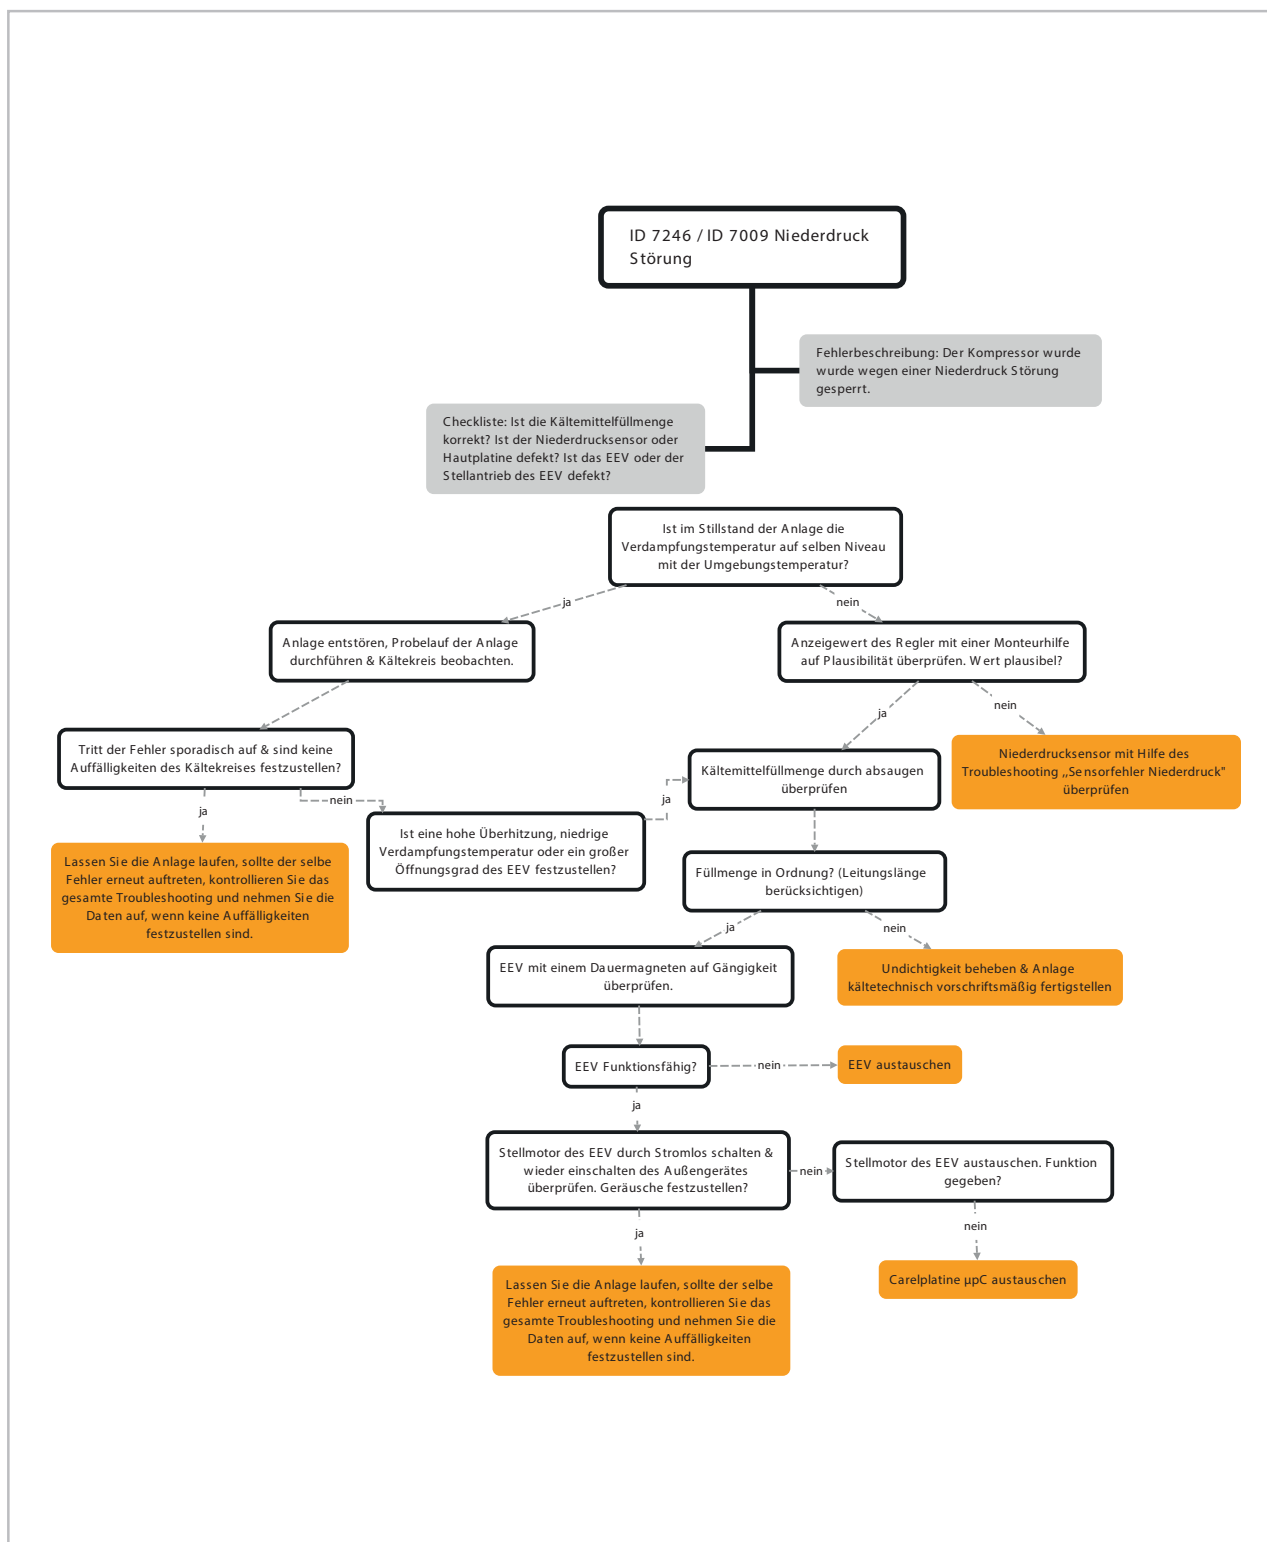 ID 7246 / ID 7009 Niederdruck
Störung
Fehlerbeschreibung: Der Kompressor wurde
wurde wegen einer Niederdruck Störung
gesperrt.
Checkliste: Ist die Kältemittelfüllmenge
korrekt? Ist der Niederdrucksensor oder
Hautplatine defekt? Ist das EEV oder der
Stellantrieb des EEV defekt?
Ist im Stillstand der Anlage die
Verdampfungstemperatur auf selben Niveau
mit der Umgebungstemperatur?
ja
nein
Anlage entstören, Probelauf der Anlage
durchführen & Kältekreis beobachten.
Anzeigewert des Regler mit einer Monteurhilfe
auf Plausibilität überprüfen. Wert plausibel?
ja
nein
Tritt der Fehler sporadisch auf & sind keine
Auffälligkeiten des Kältekreises festzustellen?
Kältemittelfüllmenge durch absaugen
überprüfen
Niederdrucksensor mit Hilfe des
Troubleshooting „Sensorfehler Niederdruck"
überprüfen
ja
nein
ja
Ist eine hohe Überhitzung, niedrige
Verdampfungstemperatur oder ein großer
Öffnungsgrad des EEV festzustellen?
Lassen Sie die Anlage laufen, sollte der selbe
Fehler erneut auftreten, kontrollieren Sie das
gesamte Troubleshooting und nehmen Sie die
Daten auf, wenn keine Auffälligkeiten
festzustellen sind.
Füllmenge in Ordnung? (Leitungslänge
berücksichtigen)
ja
nein
EEV mit einem Dauermagneten auf Gängigkeit
überprüfen.
Undichtigkeit beheben & Anlage
kältetechnisch vorschriftsmäßig fertigstellen
EEV Funktionsfähig?
nein
EEV austauschen
ja
Stellmotor des EEV durch Stromlos schalten &
wieder einschalten des Außengerätes
überprüfen. Geräusche festzustellen?
nein
Stellmotor des EEV austauschen. Funktion
gegeben?
ja
nein
Lassen Sie die Anlage laufen, sollte der selbe
Fehler erneut auftreten, kontrollieren Sie das
gesamte Troubleshooting und nehmen Sie die
Daten auf, wenn keine Auffälligkeiten
festzustellen sind.
Carelplatine µpC austauschen